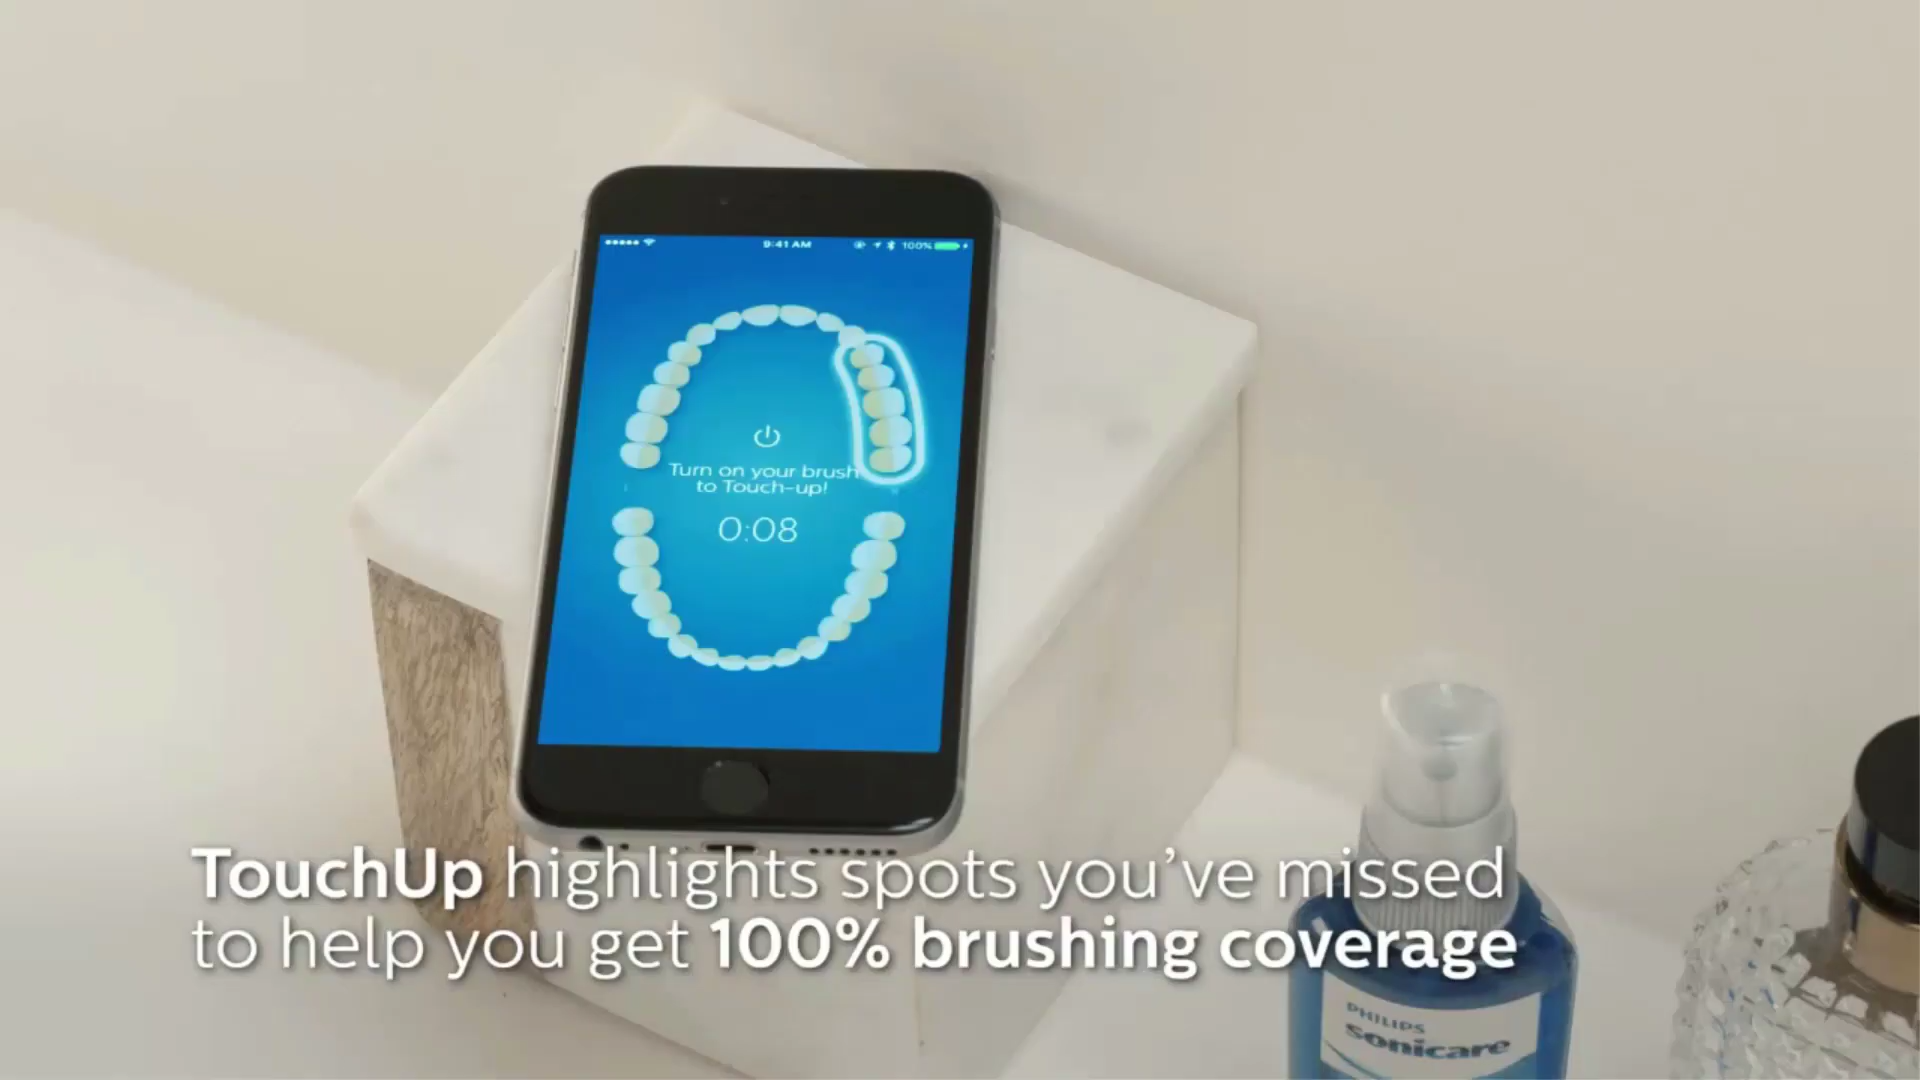 9:41 AM
100%
Turn on your brush
to Touch-up!
0:08
TouchUp highlights spots you've missed
to help you get 100% brushing coverage
PHILIPS
sonicare